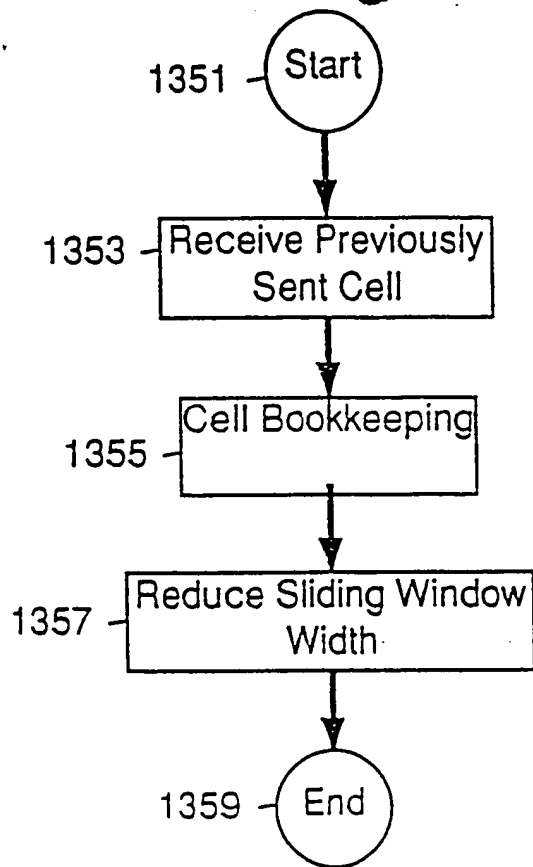 1351
Start
1353
Receive Previously
Sent Cell
1355
Cell Bookkeeping
1357
Reduce Sliding Window
Width
1359
End